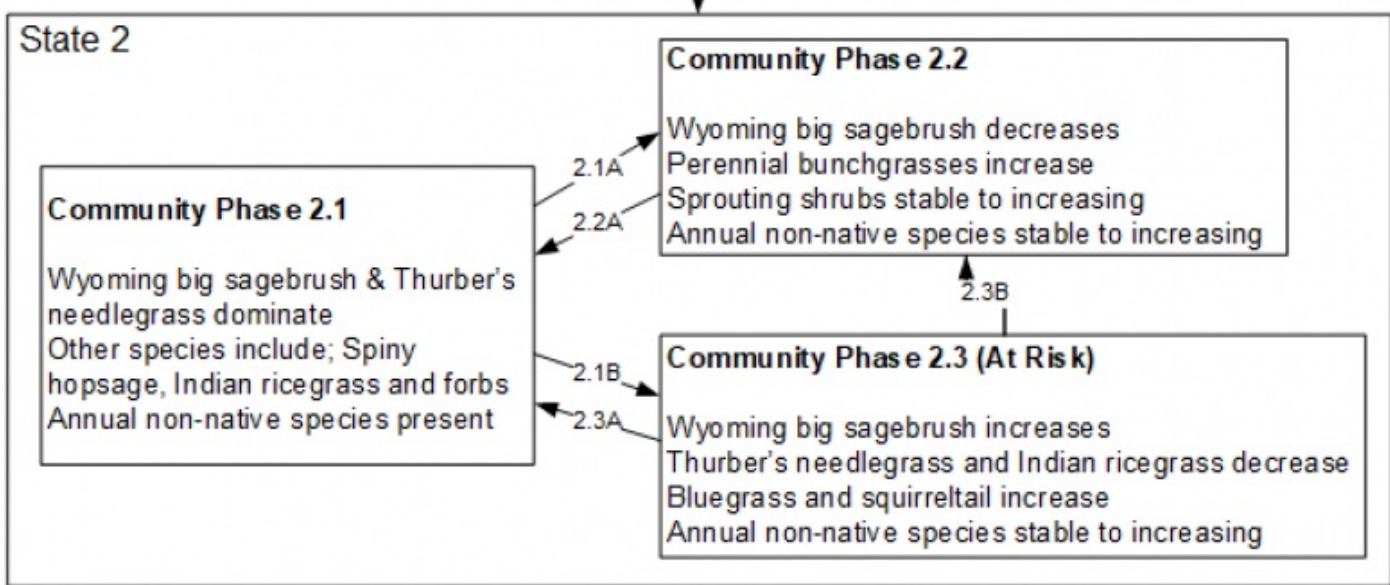 State 2
Community Phase 2.1
Wyoming big sagebrush & Thurber's
needlegrass dominate
Other species include; Spiny
hopsage, Indian ricegrass and forbs
Annual non-native species present
2.1A
2.2A
2.1B
2.3A
Community Phase 2.2
Wyoming big sagebrush decreases
Perennial bunchgrasses increase
Sprouting shrubs stable to increasing
Annual non-native species stable to increasing
2.3B
Community Phase 2.3 (At Risk)
Wyoming big sagebrush increases
Thurber's needlegrass and Indian ricegrass decrease
Bluegrass and squirreltail increase
Annual non-native species stable to increasing